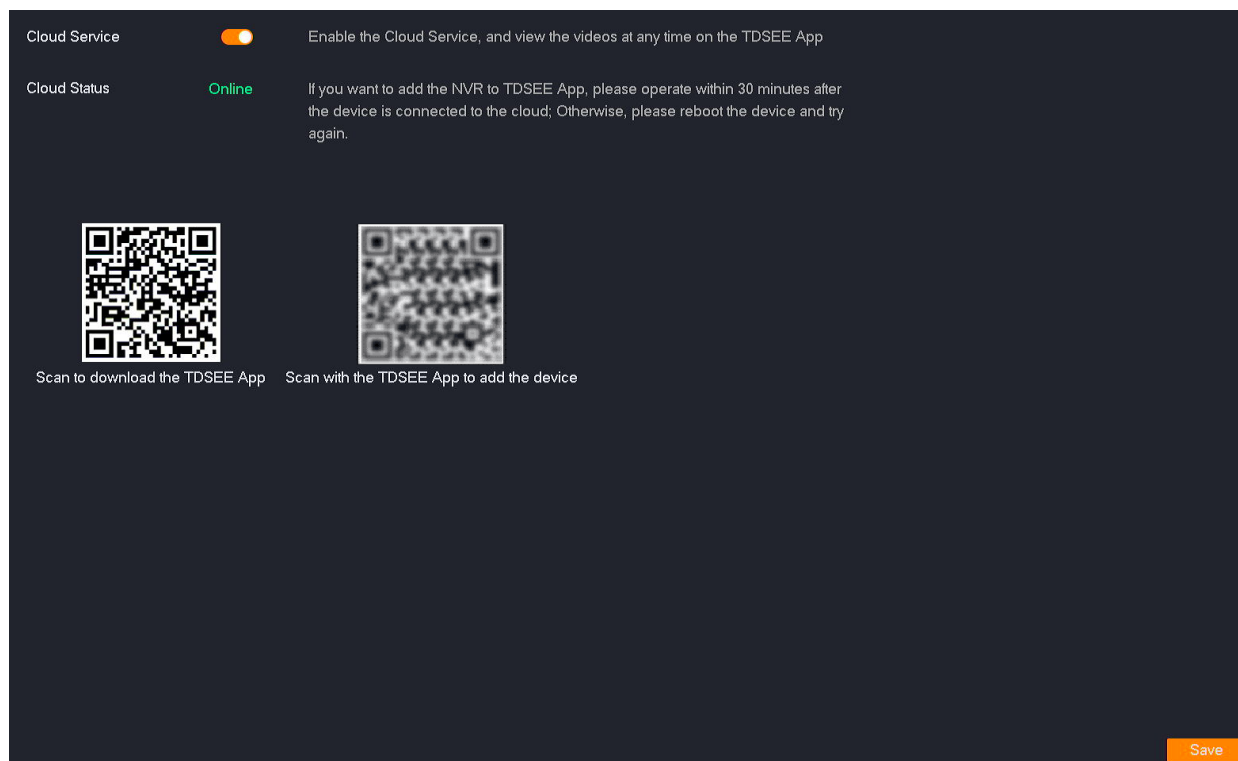 Cloud Service
Enable the Cloud Service, and view the videos at any time on the TDSEE App
Cloud Status
Online
If you want to add the NVR to TDSEE App, please operate within 30 minutes after
the device is connected to the cloud; Otherwise, please reboot the device and try
again.
Scan to download the TDSEE App
Scan with the TDSEE App to add the device
Save